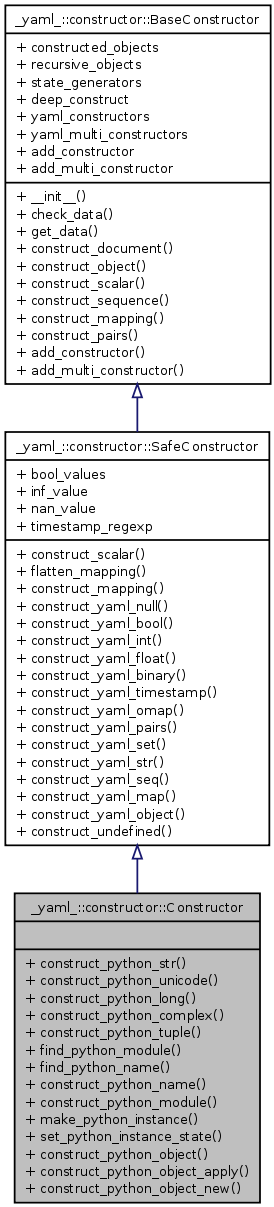 _yaml_::constructor::BaseConstructor
+ constructed_objects
+ recursive_objects
+ state_generators
+ deep_construct
+ yaml_constructors
+ yaml_multi_constructors
+ add_constructor
+ add_multi_constructor
+ __init__()
+ check_data()
+ get_data()
+ construct_document()
+ construct_object()
+ construct_scalar()
+ construct_sequence()
+ construct_mapping()
+ construct_pairs()
+ add_constructor()
+ add_multi_constructor()
_yaml_::constructor::SafeConstructor
+ bool_values
+ inf_value
+ nan_value
+ timestamp_regexp
+ construct_scalar()
+ flatten_mapping()
+ construct_mapping()
+ construct_yaml_null()
+ construct_yaml_bool()
+ construct_yaml_int()
+ construct_yaml_float()
+ construct_yaml_binary()
+ construct_yaml_timestamp()
+ construct_yaml_omap()
+ construct_yaml_pairs()
+ construct_yaml_set()
+ construct_yaml_str()
+ construct_yaml_seq()
+ construct_yaml_map()
+ construct_yaml_object()
+ construct_undefined()
_yaml_::constructor::Constructor
+ construct_python_str()
+ construct_python_unicode()
+ construct_python_long()
+ construct_python_complex()
+ construct_python_tuple()
+ find_python_module()
+ find_python_name()
+ construct_python_name()
+ construct_python_module()
+ make_python_instance()
+ set_python_instance_state()
+ construct_python_object()
+ construct_python_object_apply()
+ construct_python_object_new()